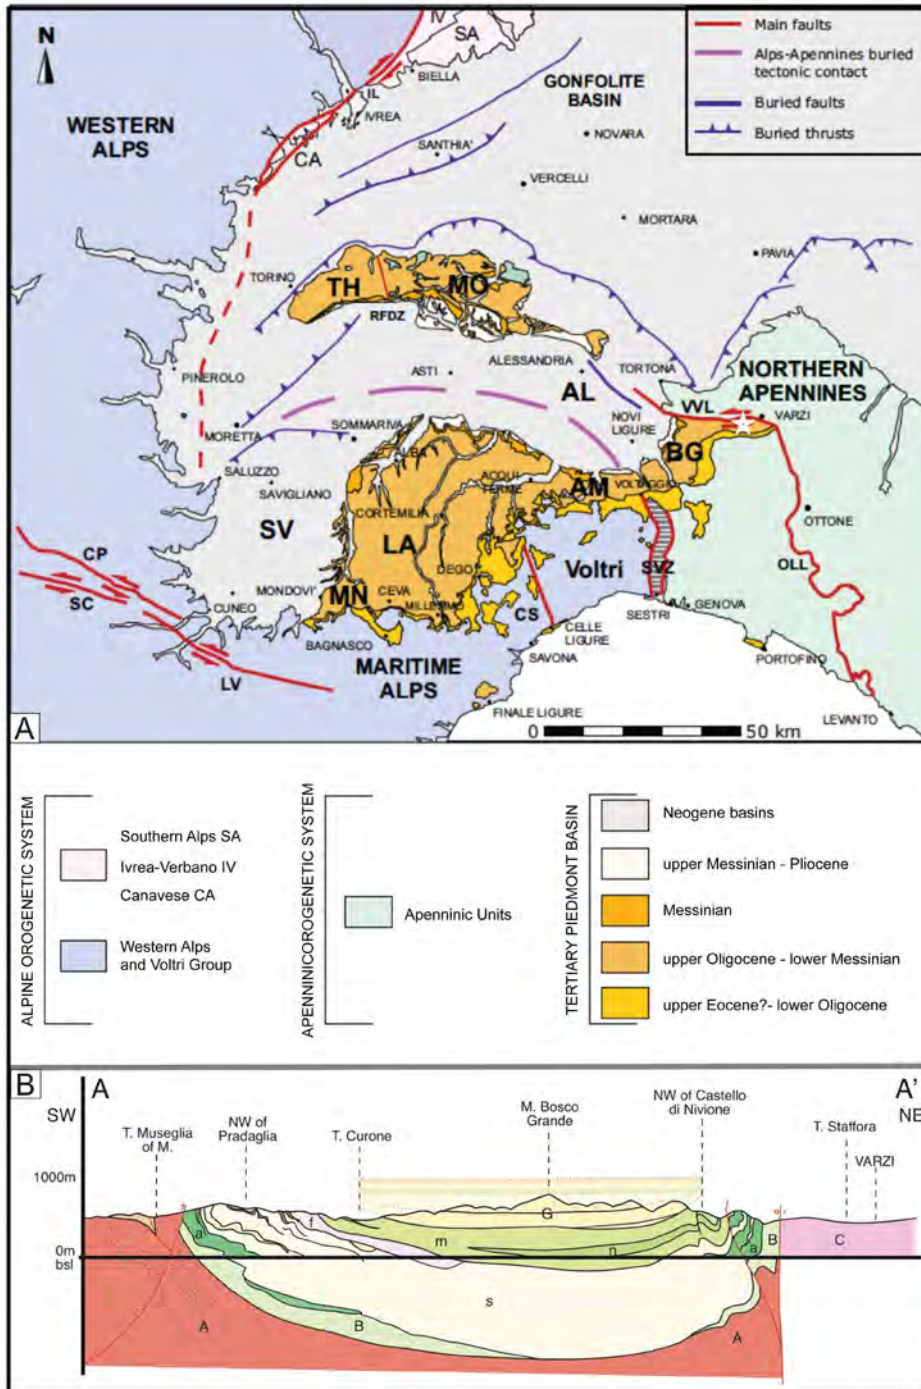 N
IV
SA
BIELLA
Main faults
Alps-Apennines buried
tectonic contact
Buried faults
Buried thrusts
WESTERN
ALPS
IL
IVREA
CA
GONFOLITE
BASIN
NOVARA
SANTHIA'
VERCELLI
MORTARA
PAVIA
TORINO
TH
MO
RFDZ
ALESSANDRIA
ASTI
TORTONA
NORTHERN
APENNINES
PINEROLO
AL
VVL
VARZI
MORETTA
SOMMARIVA
NOVI
LIGURE
BG
ALBA
SALUZZO
SAVIGLIANO
ACQUI
TERME
AM
VOLTAGGIO
CORTEMILIA
OTTONE
SV
LA
CP
SC
DEGO
Voltri
SVZ
OLL
MONDOVI'
MN
CEVA
MILLESIMO
CS
SESTRI
GENOVA
CUNEO
BAGNASCO
CELLE
LIGURE
SAVONA
PORTOFINO
LV
MARITIME
ALPS
LEVANTO
FINALE LIGURE
0
50 km
A
ALPINE OROGENETIC SYSTEM
Southern Alps SA
Ivrea-Verbano IV
Canavese CA
Western Alps
and Voltri Group
APENNINICOROGENETIC SYSTEM
Apenninic Units
TERTIARY PIEDMONT BASIN
Neogene basins
upper Messinian - Pliocene
Messinian
upper Oligocene - lower Messinian
upper Eocene?- lower Oligocene
B
A
A'
SW
NE
T. Museglia
of M.
NW of
Pradaglia
T. Curone
M. Bosco
Grande
NW of Castello
di Nivione
T. Staffora
VARZI
1000m
0m
bsl
a
f
G
m
n
a
B
C
s
A
B
A